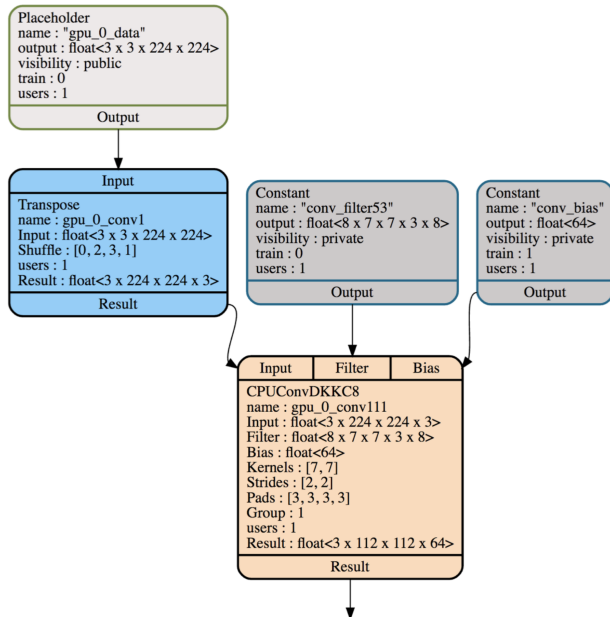 Placeholder
name : "gpu_0_data"
output : float<3 x 3 x 224 x 224>
visibility : public
train : 0
users : 1
Output
Input
Transpose
name : gpu_0_conv1
Input : float<3 x 3 x 224 x 224>
Shuffle : [0, 2, 3, 1]
users : 1
Result : float<3 x 224 x 224 x 3>
Result
Constant
name : "conv_filter53"
output : float<8 x 7 x 7 x 3 x 8>
visibility : private
train : 0
users : 1
Output
Constant
name : "conv_bias"
output : float<64>
visibility : private
train : 1
users : 1
Output
Input Filter Bias
CPUConvDKKC8
name : gpu_0_conv111
Input : float<3 x 224 x 224 x 3>
Filter : float<8 x 7 x 7 x 3 x 8>
Bias : float<64>
Kernels : [7, 7]
Strides : [2, 2]
Pads : [3, 3, 3, 3]
Group : 1
users : 1
Result : float<3 x 112 x 112 x 64>
Result